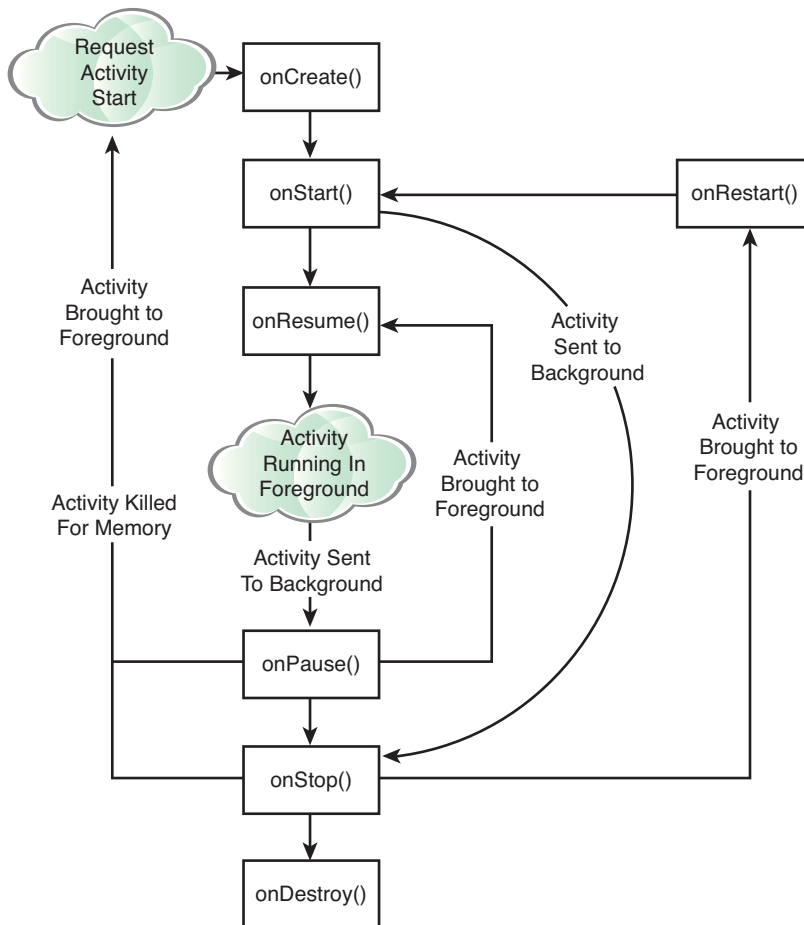 Request
Activity
Start
onCreate()
onStart()
onRestart()
Activity
Brought to
Foreground
onResume()
Activity
Sent to
Background
Activity
Running In
Foreground
Activity
Brought to
Foreground
Activity
Brought to
Foreground
Activity Killed
For Memory
Activity Sent
To Background
onPause()
onStop()
onDestroy()